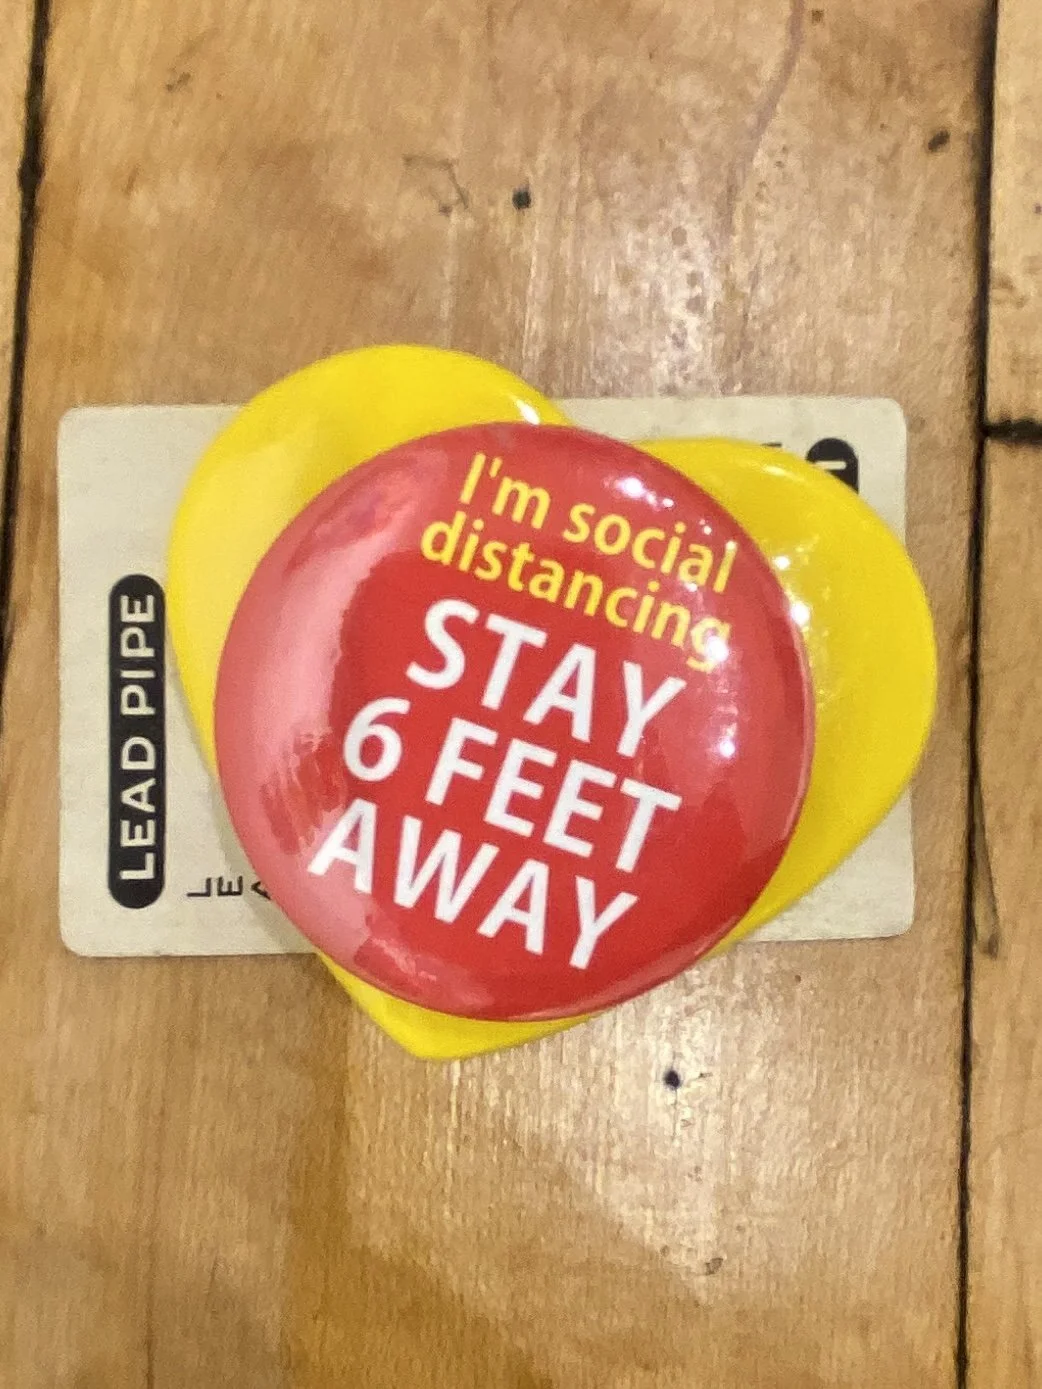 I'm social
distancing
STAY
6 FEET
AWAY
LEAD PIPE